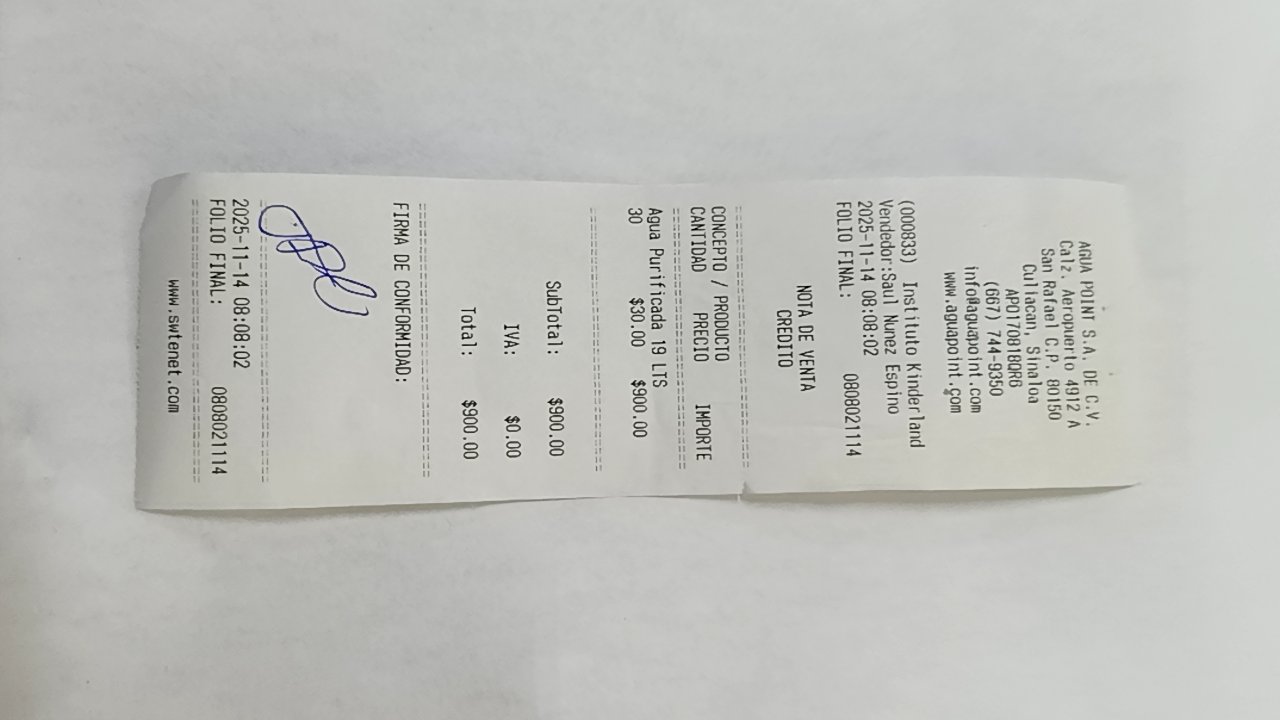 AGUA POINT S.A. DE C.V.
Calz. Aeropuerto 4912 A
San Rafael C.P. 80150
Culiacan, Sinaloa
APO170818QR6
(667) 744-9350
info@aguapoint.com
www.aguapoint.com
NOTA DE VENTA
CREDITO
(000833) Instituto Kinderland
Vendedor:Saul Nunez Espino
2025-11-14 08:08:02
FOLIO FINAL: 0808021114
CONCEPTO / PRODUCTO
CANTIDAD PRECIO IMPORTE
Agua Purificada 19 LTS
30 $30.00 $900.00
SubTotal: $900.00
IVA: $0.00
Total: $900.00
FIRMA DE CONFORMIDAD:
2025-11-14 08:08:02
FOLIO FINAL: 0808021114
www.swtenet.com